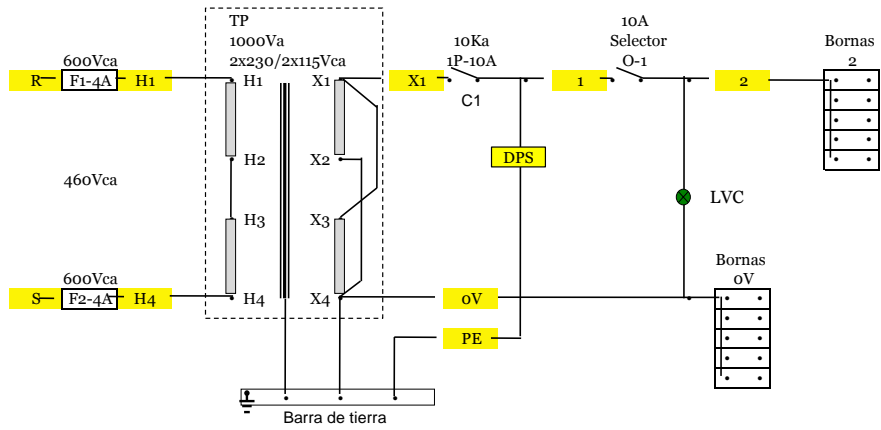 TP
1000Va
2x230/2x115Vca
600Vca
R F1-4A H1
H1 X1
X1
10Ka
1P-10A
C1
1
10A
Selector
O-1
2
Bornas
2
H2 X2
DPS
460Vca
LVC
H3 X3
600Vca
S F2-4A H4
H4 X4
0V
Bornas
0V
PE
Barra de tierra